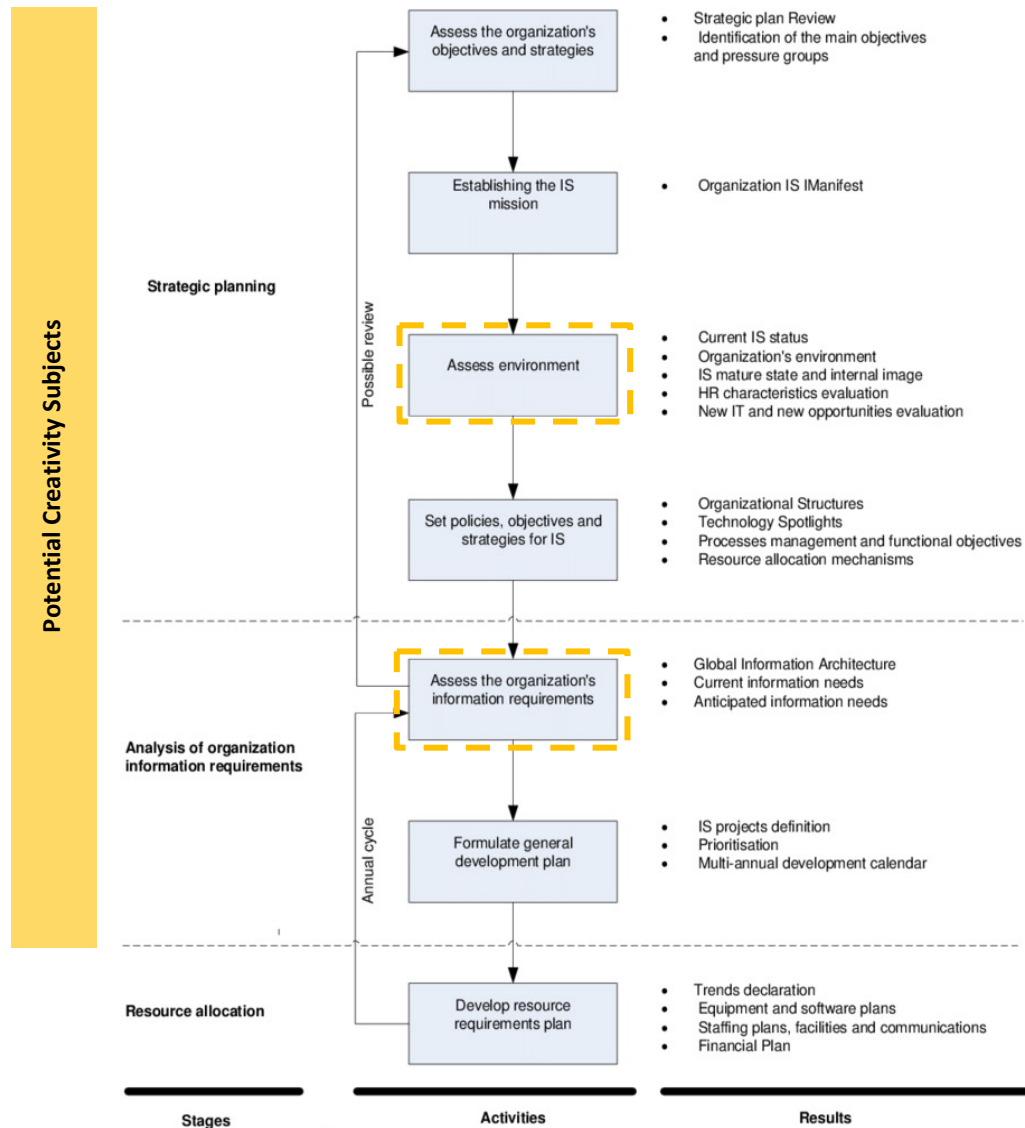 Potential Creativity Subjects
Assess the organization's
objectives and strategies
• Strategic plan Review
• Identification of the main objectives
and pressure groups
Establishing the IS
mission
• Organization IS IManifest
Strategic planning
Possible review
Assess environment
• Current IS status
• Organization's environment
• IS mature state and internal image
• HR characteristics evaluation
• New IT and new opportunities evaluation
Set policies, objectives and
strategies for IS
• Organizational Structures
• Technology Spotlights
• Processes management and functional objectives
• Resource allocation mechanisms
Analysis of organization
information requirements
Assess the organization's
information requirements
• Global Information Architecture
• Current information needs
• Anticipated information needs
Annual cycle
Formulate general
development plan
• IS projects definition
• Prioritisation
• Multi-annual development calendar
Resource allocation
Develop resource
requirements plan
• Trends declaration
• Equipment and software plans
• Staffing plans, facilities and communications
• Financial Plan
Stages
Activities
Results